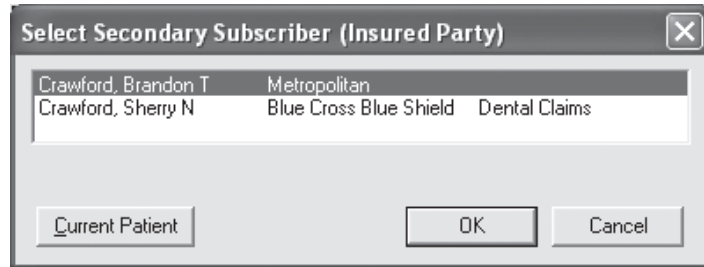 Select Secondary Subscriber (Insured Party)
Crawford, Brandon T Metropolitan
Crawford, Sherry N Blue Cross Blue Shield Dental Claims
Current Patient OK Cancel